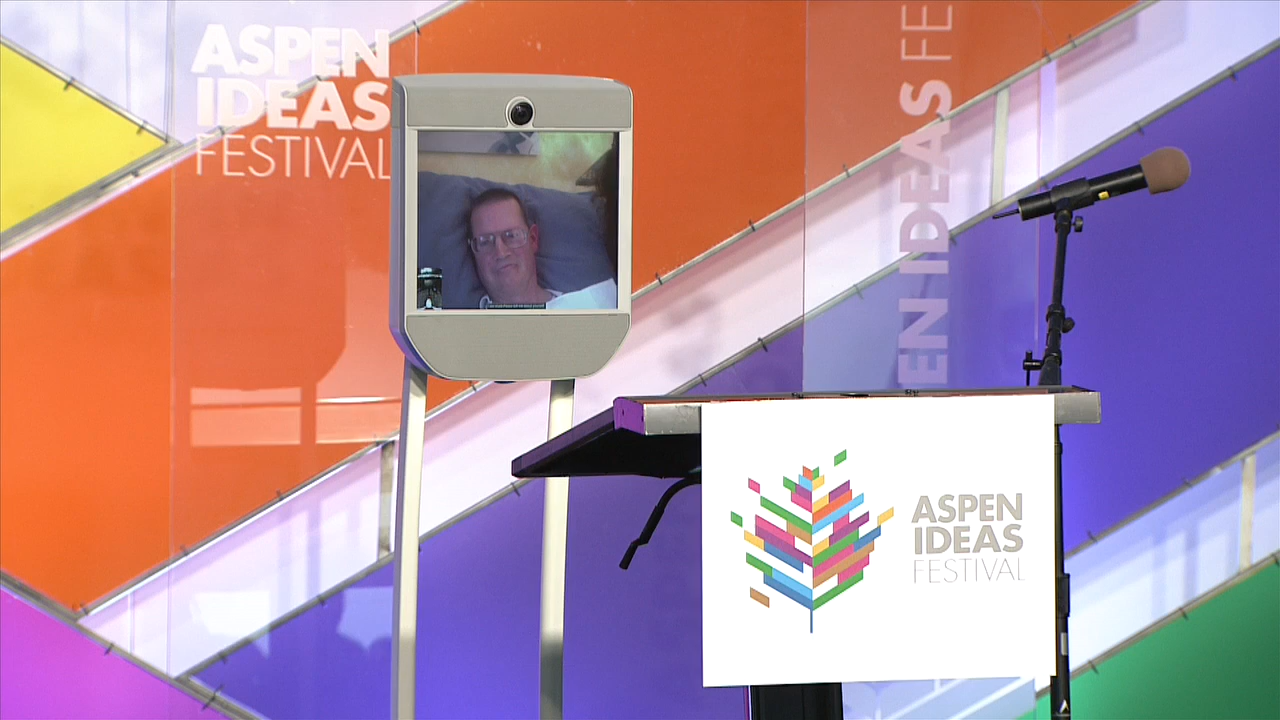 ASPEN
IDEAS
FESTIVAL
EN IDEAS FE
ASPEN
IDEAS
FESTIVAL